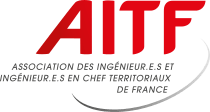 AITF
ASSOCIATION DES INGÉNIEUR.E.S ET
INGÉNIEUR.E.S EN CHEF TERRITORIAUX
DE FRANCE